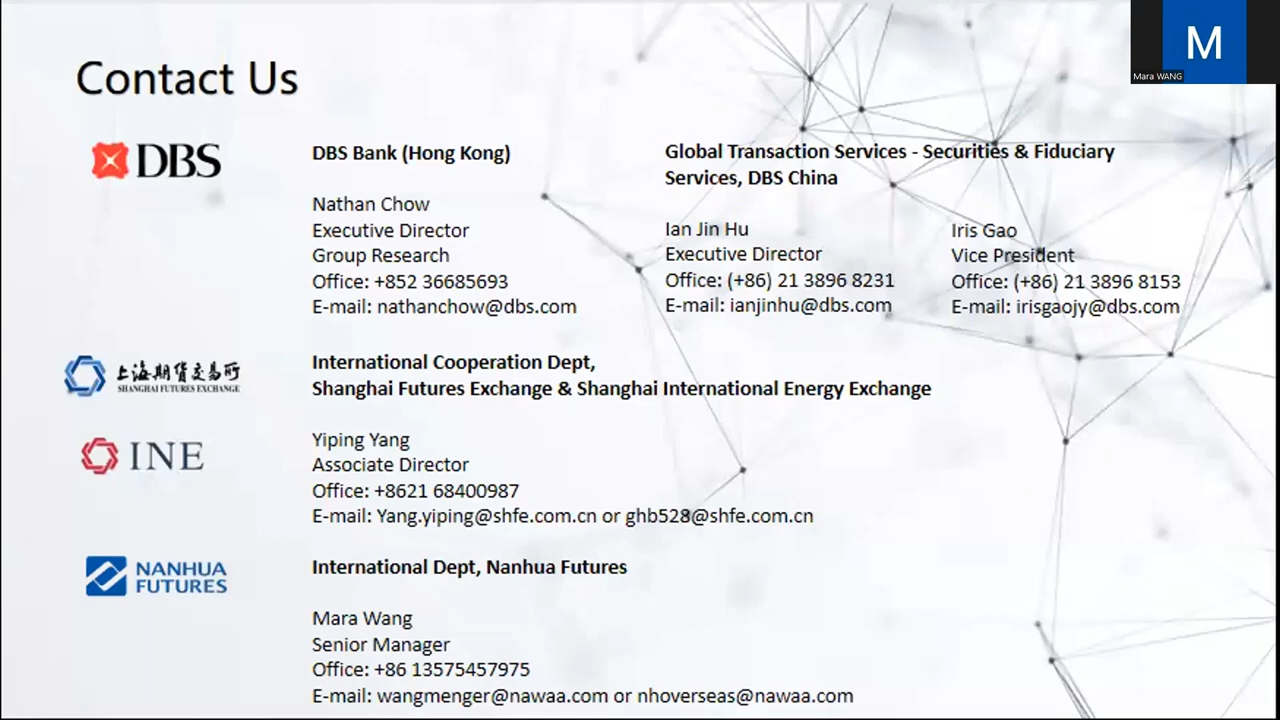 M
Mara WANG
Contact Us
DBS
DBS Bank (Hong Kong)
Nathan Chow
Executive Director
Group Research
Office: +852 36685693
E-mail: nathanchow@dbs.com
Global Transaction Services - Securities & Fiduciary
Services, DBS China
Ian Jin Hu
Executive Director
Office: (+86) 21 3896 8231
E-mail: ianjinhu@dbs.com
Iris Gao
Vice President
Office: (+86) 21 3896 8153
E-mail: irisgaojy@dbs.com
上海期货交易所
SHANGHAI FUTURES EXCHANGE
INE
International Cooperation Dept,
Shanghai Futures Exchange & Shanghai International Energy Exchange
Yiping Yang
Associate Director
Office: +8621 68400987
E-mail: Yang.yiping@shfe.com.cn or ghb528@shfe.com.cn
NANHUA
FUTURES
International Dept, Nanhua Futures
Mara Wang
Senior Manager
Office: +86 13575457975
E-mail: wangmenger@nawaa.com or nhoverseas@nawaa.com